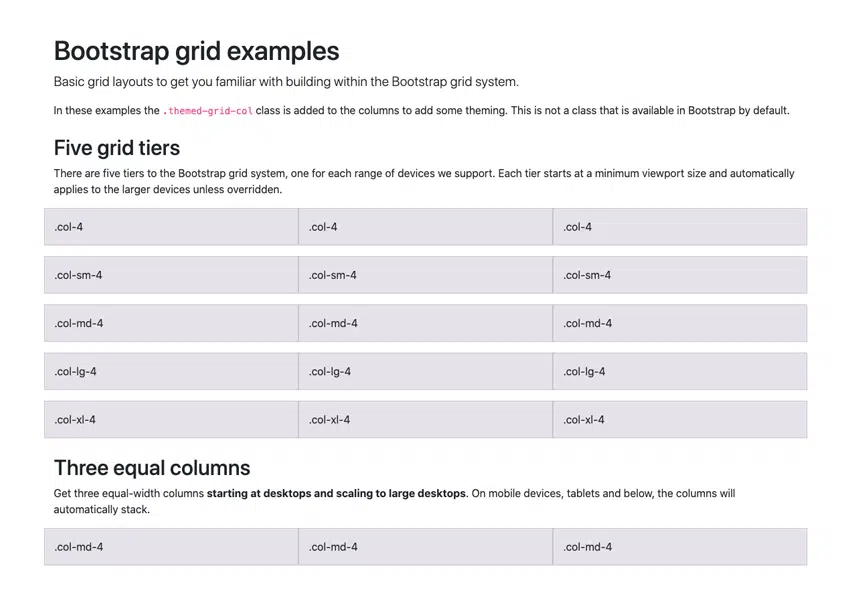 Bootstrap grid examples
Basic grid layouts to get you familiar with building within the Bootstrap grid system.
In these examples the .themed-grid-col class is added to the columns to add some theming. This is not a class that is available in Bootstrap by default.
Five grid tiers
There are five tiers to the Bootstrap grid system, one for each range of devices we support. Each tier starts at a minimum viewport size and automatically
applies to the larger devices unless overridden.
.col-4 .col-4 .col-4
.col-sm-4 .col-sm-4 .col-sm-4
.col-md-4 .col-md-4 .col-md-4
.col-lg-4 .col-lg-4 .col-lg-4
.col-xl-4 .col-xl-4 .col-xl-4
Three equal columns
Get three equal-width columns starting at desktops and scaling to large desktops. On mobile devices, tablets and below, the columns will
automatically stack.
.col-md-4 .col-md-4 .col-md-4